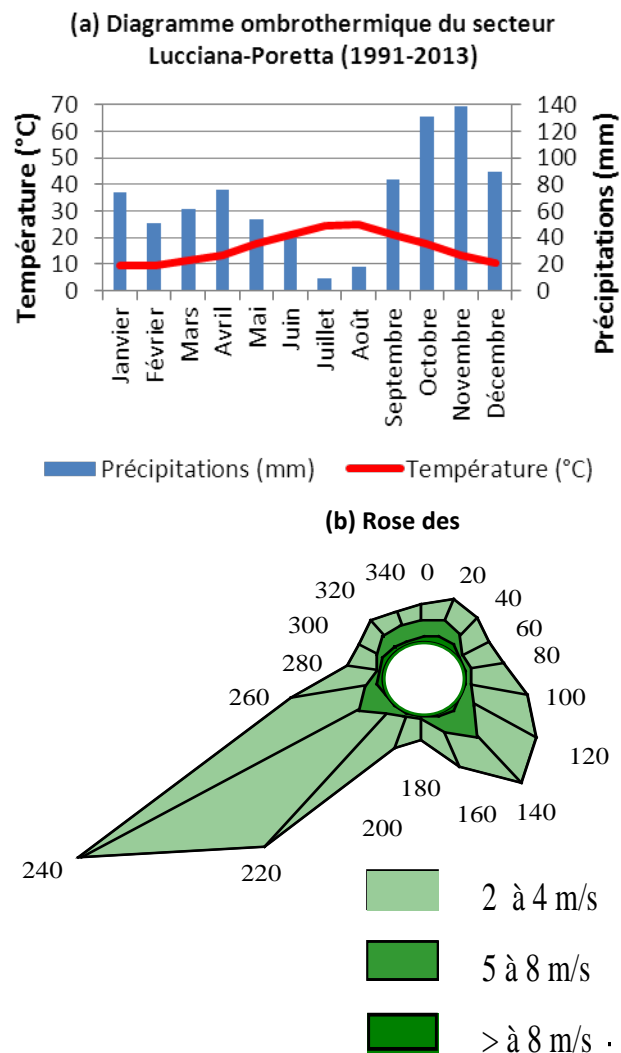 (a) Diagramme ombrothermique du secteur
Lucciana-Poretta (1991-2013)
Température (°C)
70
60
50
40
30
20
10
0
140
120
100
80
60
40
20
0
Précipitations (mm)
Janvier
Février
Mars
Avril
Mai
Juin
Juillet
Août
Septembre
Octobre
Novembre
Décembre
Précipitations (mm) Température (°C)
(b) Rose des
0
20
40
60
80
100
120
140
160
180
200
220
240
260
280
300
320
340
2 à 4 m/s
5 à 8 m/s
> à 8 m/s .